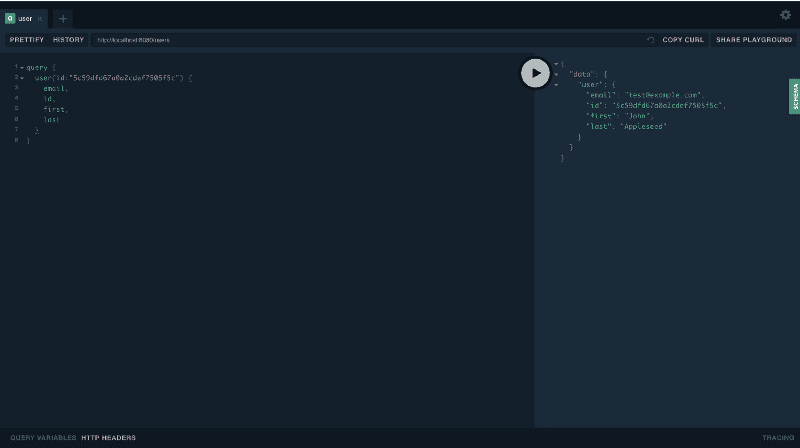 Q user
PRETTIFY HISTORY http://localhost:8080/users COPY CURL SHARE PLAYGROUND
1 query {
2 user(id:"5c59dfd67a0a2cdef7505f5c") {
3 email,
4 id,
5 first,
6 last
7 }
8 }
{
"data": {
"user": {
"email": "test@example.com",
"id": "5c59dfd67a0a2cdef7505f5c",
"first": "John",
"last": "Appleseed"
}
}
}
SCHEMA
QUERY VARIABLES HTTP HEADERS TRACING